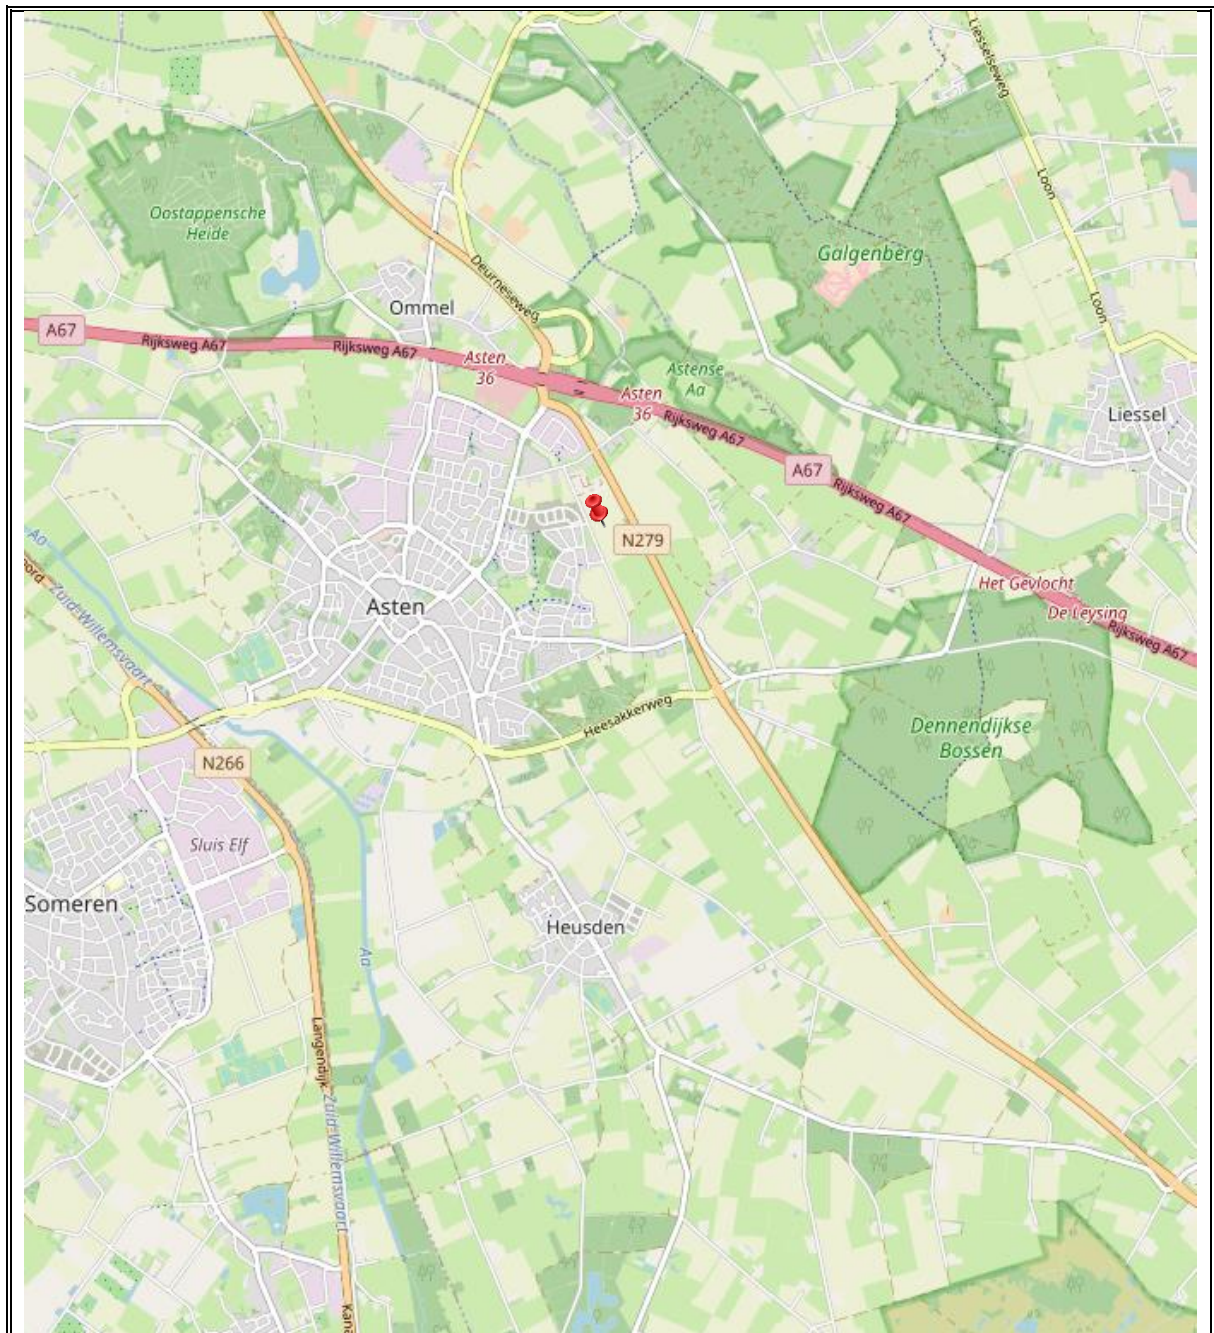 Liesselseweg
Loon
Oostappensche
Heide
Galgenberg
Deurneseweg
Ommel
Loon
A67
Rijksweg A67
Rijksweg A67
Asten
36
Astense
Aa
Asten
36
Rijksweg A67
Liessel
A67
Rijksweg A67
N279
Aa
Het Gevlocht
De Leysing
Rijksweg A67
Zuid-Willemsvaart
Asten
Heesakkerweg
Dennendijkse
Bossen
N266
Sluis Elf
Someren
Heusden
Aa
Langendijk
Zuid-Willemsvaart